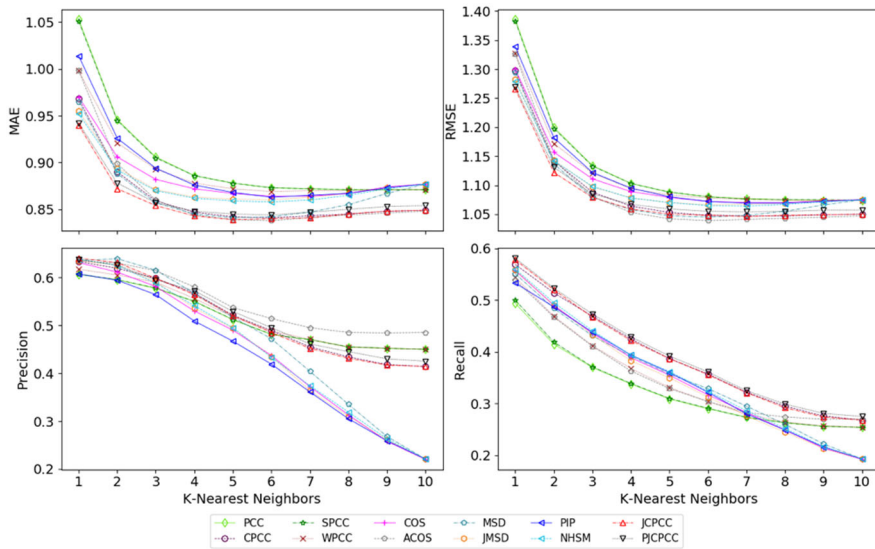 MAE
1.05
1.00
0.95
0.90
0.85
RMSE
1.40
1.35
1.30
1.25
1.20
1.15
1.10
1.05
Precision
0.6
0.5
0.4
0.3
0.2
1 2 3 4 5 6 7 8 9 10
K-Nearest Neighbors
Recall
0.6
0.5
0.4
0.3
0.2
1 2 3 4 5 6 7 8 9 10
K-Nearest Neighbors
PCC SPCC COS MSD PIP JCPCC
CPCC WPCC ACOS JMSD NHSM PJCPCC